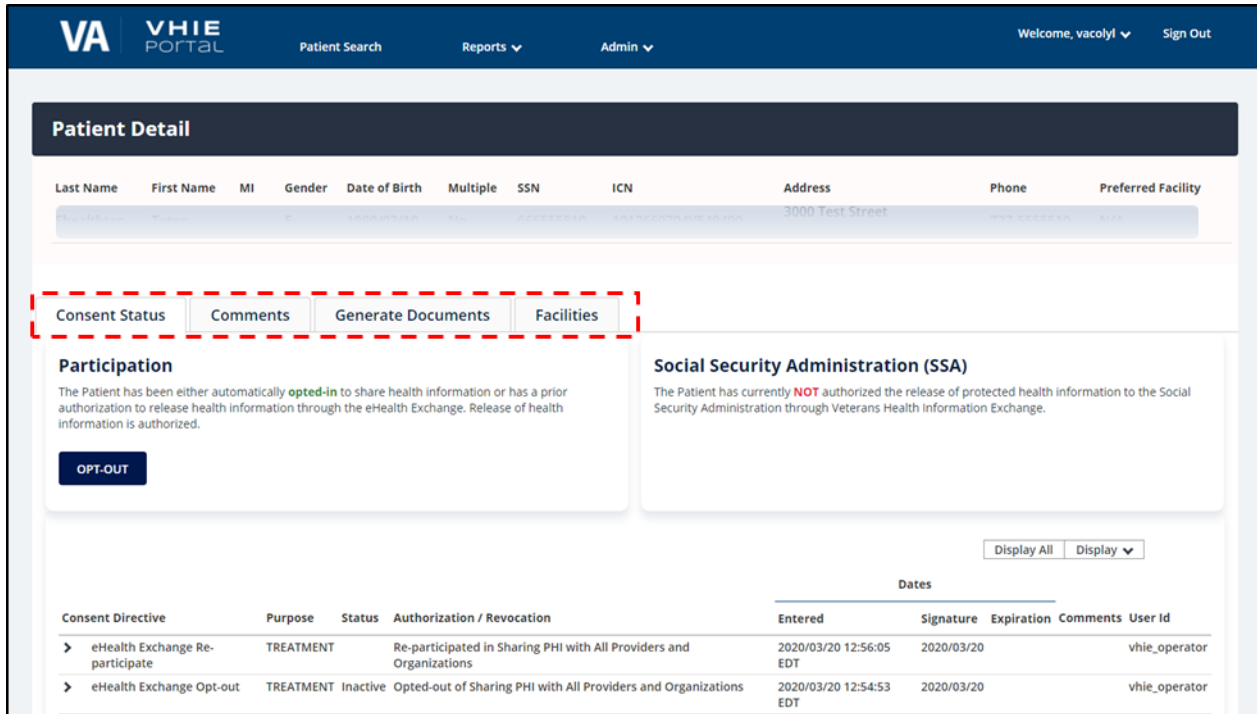 VA VHIE PORTAL Patient Search Reports Admin Welcome, vacolyl Sign Out
Patient Detail
Last Name First Name MI Gender Date of Birth Multiple SSN ICN Address Phone Preferred Facility
3000 Test Street
Consent Status Comments Generate Documents Facilities
Participation
The Patient has been either automatically opted-in to share health information or has a prior
authorization to release health information through the eHealth Exchange. Release of health
information is authorized.
OPT-OUT
Social Security Administration (SSA)
The Patient has currently NOT authorized the release of protected health information to the Social
Security Administration through Veterans Health Information Exchange.
Display All Display
Dates
Consent Directive Purpose Status Authorization / Revocation Entered Signature Expiration Comments User Id
eHealth Exchange Re- TREATMENT Re-participated in Sharing PHI with All Providers and 2020/03/20 12:56:05 2020/03/20 vhie_operator
participate Organizations EDT
eHealth Exchange Opt-out TREATMENT Inactive Opted-out of Sharing PHI with All Providers and Organizations 2020/03/20 12:54:53 2020/03/20 vhie_operator
EDT